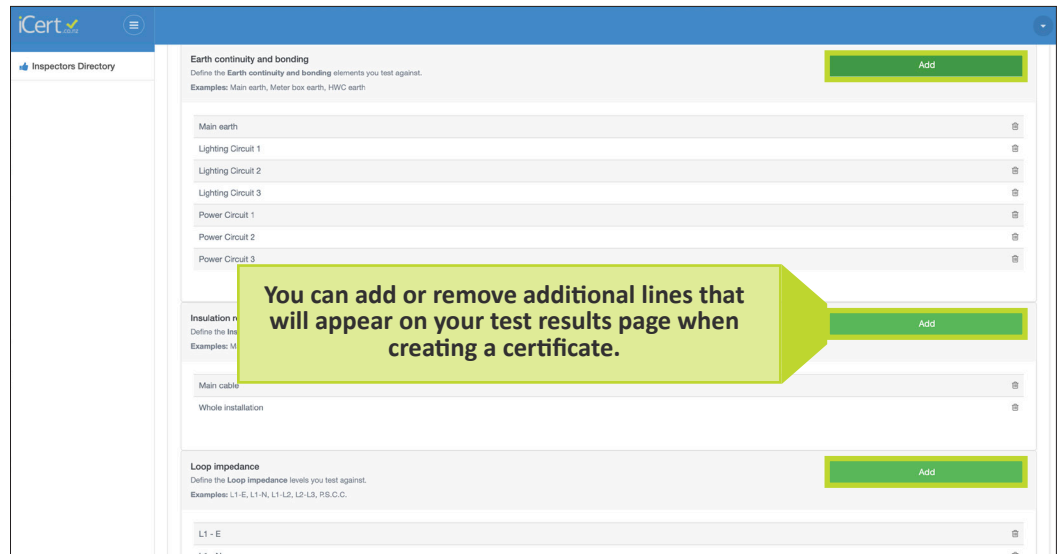 iCert.co.nz
Inspectors Directory
Earth continuity and bonding
Add
Define the Earth continuity and bonding elements you test against.
Examples: Main earth, Meter box earth, HWC earth
Main earth
Lighting Circuit 1
Lighting Circuit 2
Lighting Circuit 3
Power Circuit 1
Power Circuit 2
Power Circuit 3
You can add or remove additional lines that
will appear on your test results page when
creating a certificate.
Insulation
Add
Define the
Examples:
Main cable
Whole installation
Loop impedance
Add
Define the Loop impedance levels you test against.
Examples: L1-E, L1-N, L1-L2, L2-L3, P.S.C.C.
L1 - E